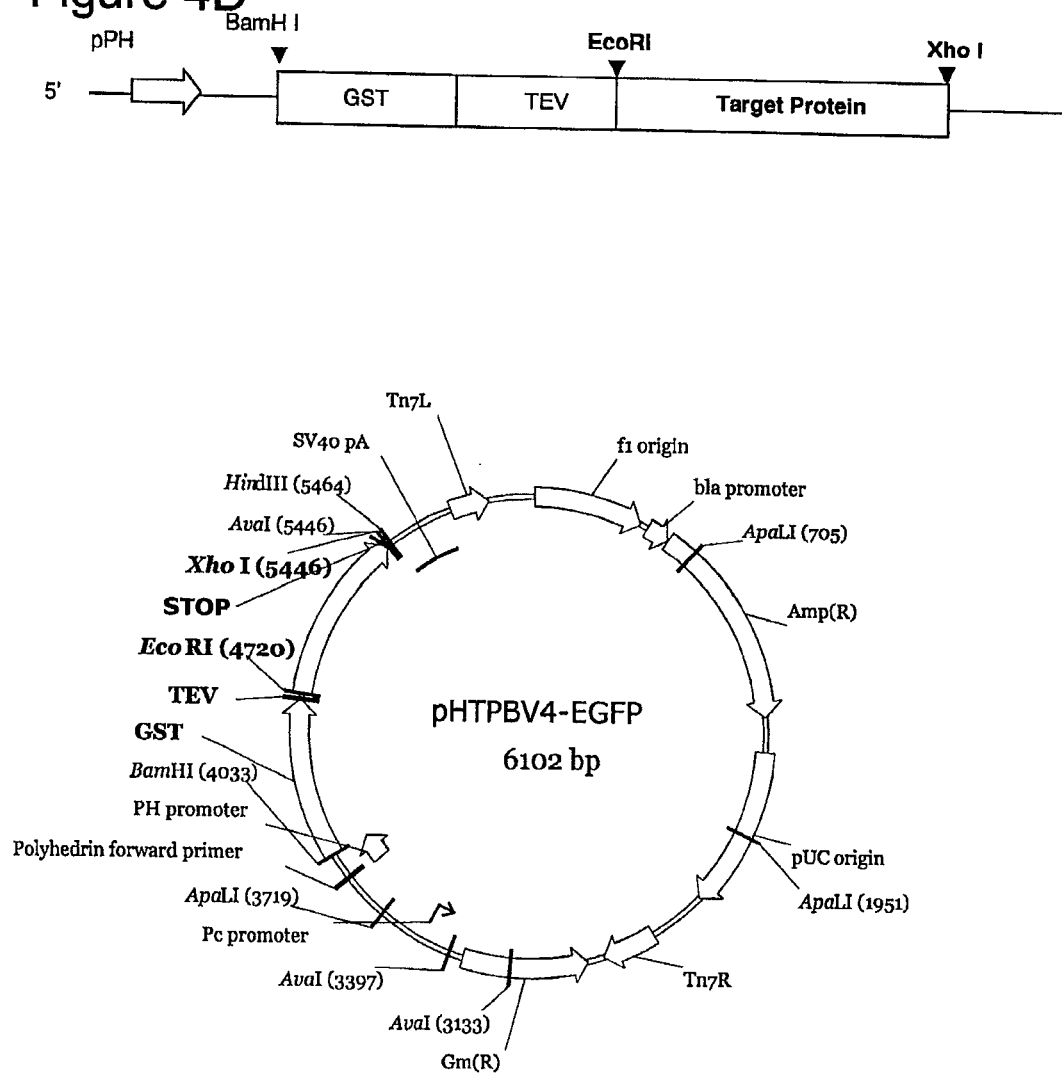 Figure 4D
BamH I
pPH
EcoRI
Xho I
5'
GST
TEV
Target Protein
Tn7L
SV40 pA
f1 origin
HindIII (5464)
bla promoter
AvaI (5446)
ApaLI (705)
Xho I (5446)
STOP
Amp(R)
EcoRI (4720)
TEV
pHTPBV4-EGFP
GST
6102 bp
BamHI (4033)
PH promoter
Polyhedrin forward primer
pUC origin
ApaLI (3719)
ApaLI (1951)
Pc promoter
AvaI (3397)
Tn7R
AvaI (3133)
Gm(R)